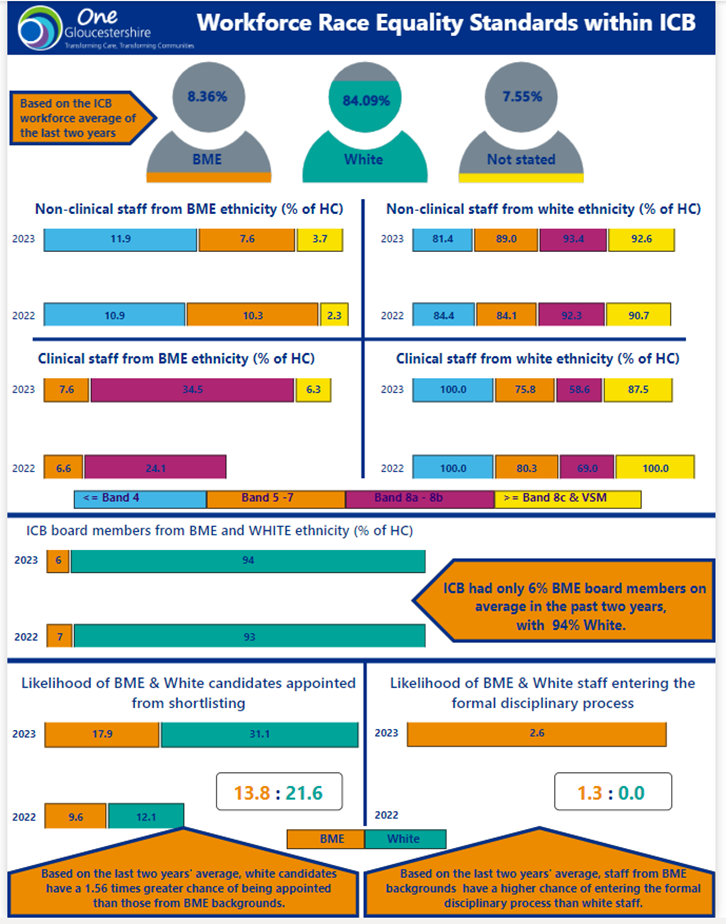 One
Gloucestershire
Transforming Care, Transforming Communities
Workforce Race Equality Standards within ICB
Based on the ICB
workforce average of
the last two years
8.36%
BME
84.09%
White
7.55%
Not stated
Non-clinical staff from BME ethnicity (% of HC)
2023 11.9 7.6 3.7
2022 10.9 10.3 2.3
Non-clinical staff from white ethnicity (% of HC)
2023 81.4 89.0 93.4 92.6
2022 84.4 84.1 92.3 90.7
Clinical staff from BME ethnicity (% of HC)
2023 7.6 34.5 6.3
2022 6.6 24.1
Clinical staff from white ethnicity (% of HC)
2023 100.0 75.8 58.6 87.5
2022 100.0 80.3 69.0 100.0
<= Band 4 Band 5 -7 Band 8a - 8b >= Band 8c & VSM
ICB board members from BME and WHITE ethnicity (% of HC)
2023 6 94
2022 7 93
ICB had only 6% BME board members on
average in the past two years,
with 94% White.
Likelihood of BME & White candidates appointed
from shortlisting
2023 17.9 31.1
13.8 : 21.6
2022 9.6 12.1
Likelihood of BME & White staff entering the
formal disciplinary process
2023 2.6
1.3 : 0.0
2022
BME White
Based on the last two years' average, white candidates
have a 1.56 times greater chance of being appointed
than those from BME backgrounds.
Based on the last two years' average, staff from BME
backgrounds have a higher chance of entering the formal
disciplinary process than white staff.